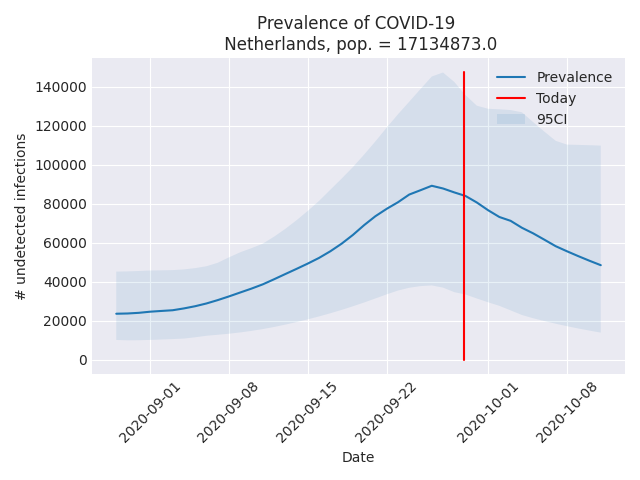 Prevalence of COVID-19
Netherlands, pop. = 17134873.0
Prevalence
Today
95CI
140000
120000
100000
80000
60000
40000
20000
0
# undetected infections
2020-09-01
2020-09-08
2020-09-15
2020-09-22
2020-10-01
2020-10-08
Date